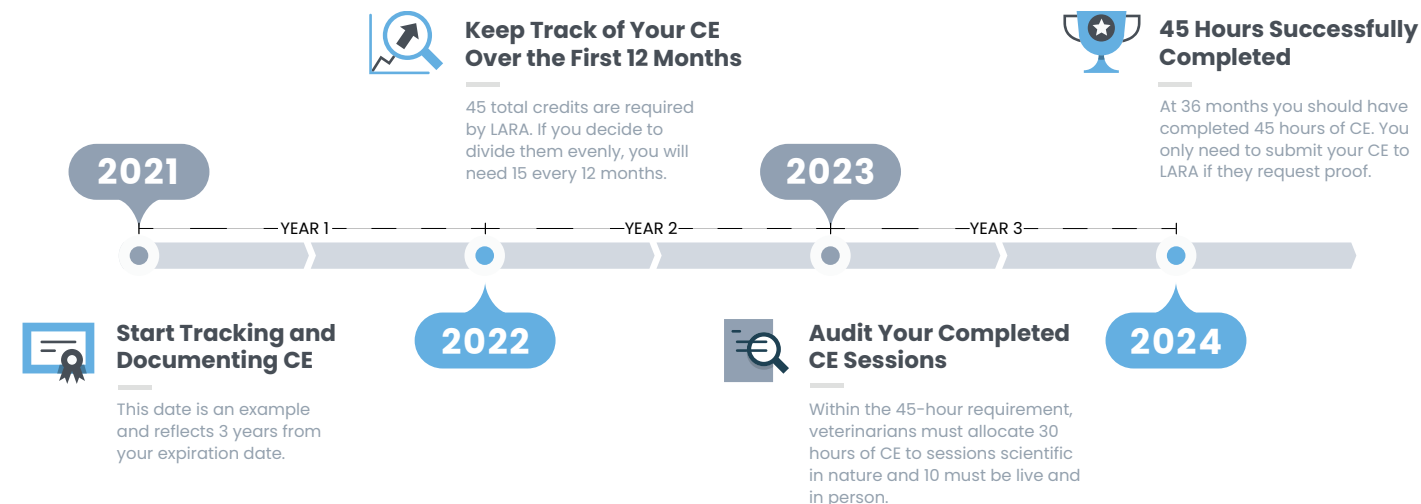 Keep Track of Your CE
Over the First 12 Months
45 total credits are required
by LARA. If you decide to
divide them evenly, you will
need 15 every 12 months.
45 Hours Successfully
Completed
At 36 months you should have
completed 45 hours of CE. You
only need to submit your CE to
LARA if they request proof.
2021
2023
YEAR 1
YEAR 2
YEAR 3
2022
2024
Start Tracking and
Documenting CE
This date is an example
and reflects 3 years from
your expiration date.
Audit Your Completed
CE Sessions
Within the 45-hour requirement,
veterinarians must allocate 30
hours of CE to sessions scientific
in nature and 10 must be live and
in person.